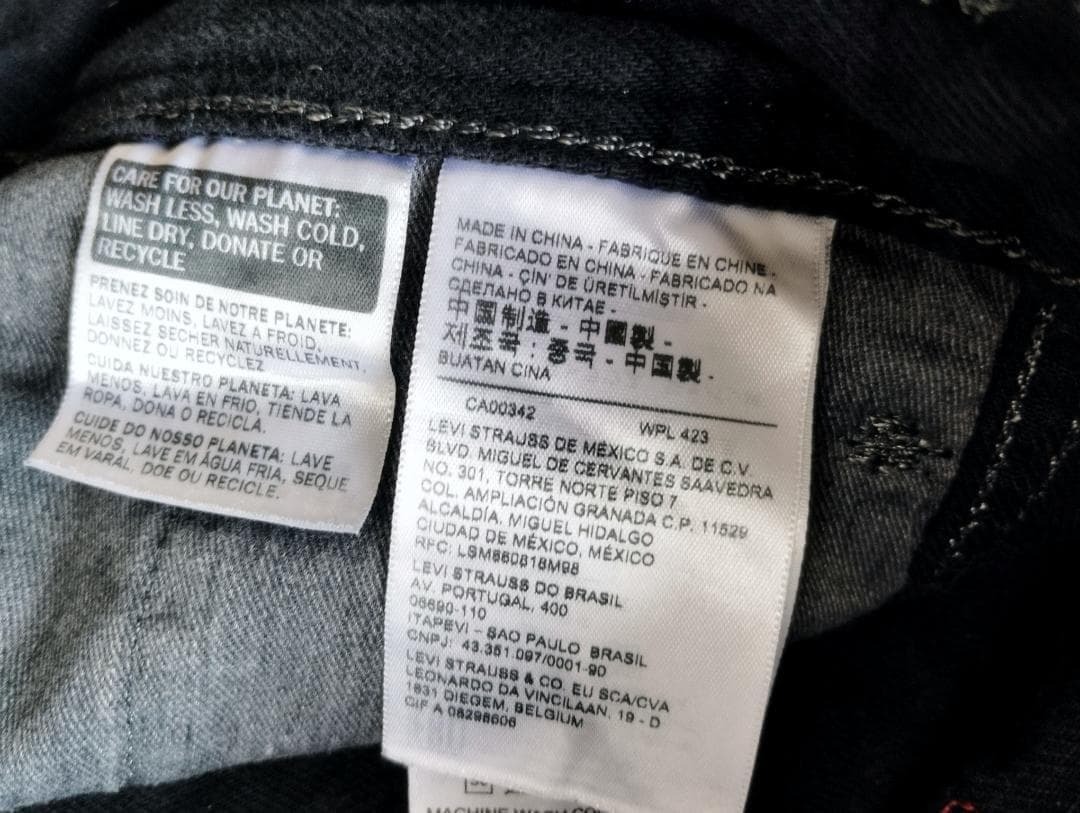 CARE FOR OUR PLANET:
WASH LESS, WASH COLD,
LINE DRY, DONATE OR
RECYCLE
PRENEZ SOIN DE NOTRE PLANETE:
LAVEZ MOINS, LAVEZ A FROID,
LAISSEZ SECHER NATURELLEMENT,
DONNEZ OU RECYCLEZ
CUIDA NUESTRO PLANETA: LAVA
MENOS, LAVA EN FRIO, TIENDE LA
ROPA, DONA O RECICLA.
CUIDE DO NOSSO PLANETA: LAVE
MENOS, LAVE EM ÁGUA FRIA, SEQUE
EM VARAL, DOE OU RECICLE.
MADE IN CHINA - FABRIQUE EN CHINE -
FABRICADO EN CHINA - FABRICADO NA
CHINA - ÇIN' DE ÜRETILMIŞTIR -
СДЕЛАНО В КИТАЕ -
中国制造 - 中國製 -
제조국 : 중국 - 中国製 -
BUATAN CINA
CA00342 WPL 423
LEVI STRAUSS DE MEXICO S.A. DE C.V.
BLVD. MIGUEL DE CERVANTES SAAVEDRA
NO. 301, TORRE NORTE PISO 7
COL. AMPLIACIÓN GRANADA C.P. 11529
ALCALDÍA. MIGUEL HIDALGO
CIUDAD DE MÉXICO, MÉXICO
RFC: LSM660818M98
LEVI STRAUSS DO BRASIL
AV. PORTUGAL, 400
06690-110
ITAPEVI - SAO PAULO BRASIL
CNPJ: 43.351.097/0001-90
LEVI STRAUSS & CO. EU SCA/CVA
LEONARDO DA VINCILAAN, 19 - D
1831 DIEGEM, BELGIUM
CIF A 08298606
MACHINE WASH